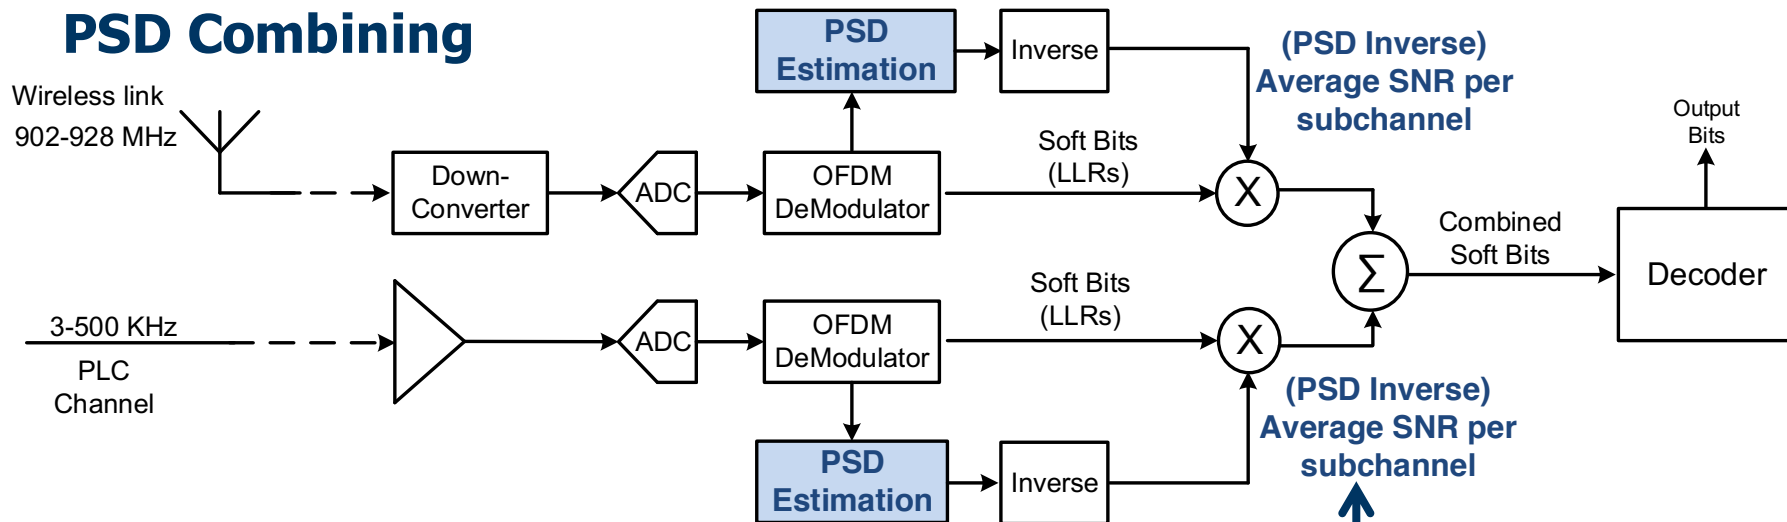 PSD Combining
Wireless link
902-928 MHz
Down-
Converter
ADC
PSD
Estimation
OFDM
DeModulator
Inverse
Soft Bits
(LLRs)
(PSD Inverse)
Average SNR per
subchannel
X
Σ
Combined
Soft Bits
Output
Bits
Decoder
3-500 KHz
PLC
Channel
ADC
OFDM
DeModulator
Soft Bits
(LLRs)
X
PSD
Estimation
Inverse
(PSD Inverse)
Average SNR per
subchannel